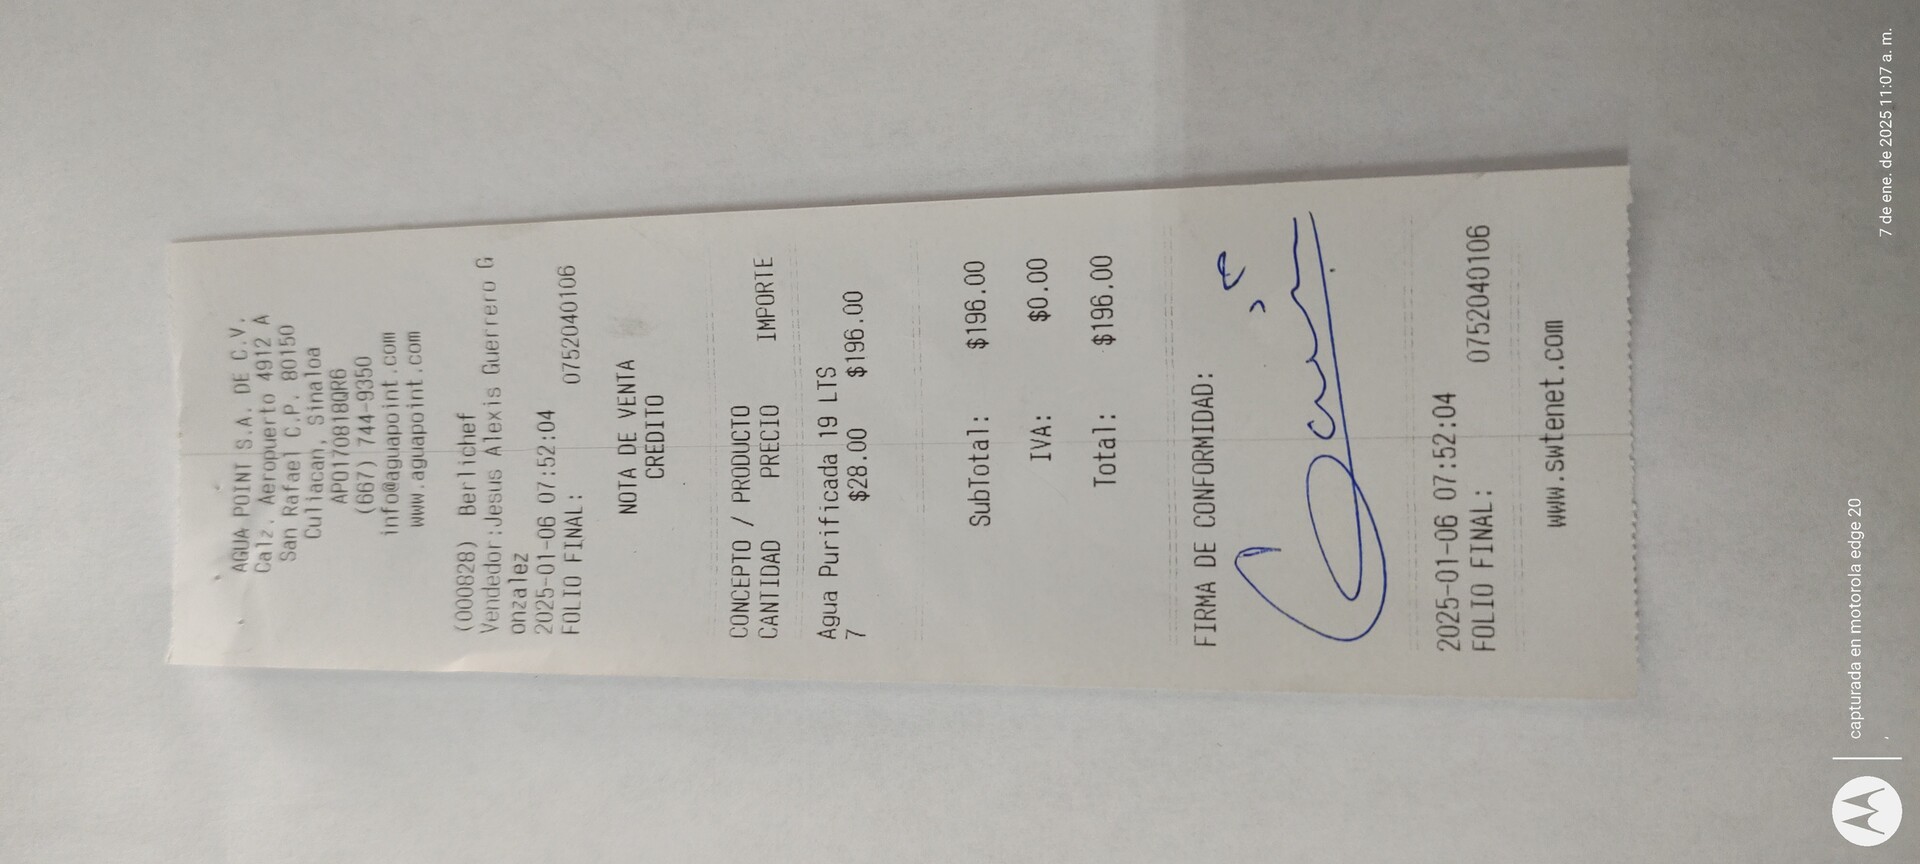 AGUA POINT S.A. DE C.V.
Calz. Aeropuerto 4912 A
San Rafael C.P. 80150
Culiacan, Sinaloa
APO170818QR6
(667) 744-9350
info@aguapoint.com
www.aguapoint.com
(000828) Berlichef
Vendedor:Jesus Alexis Guerrero G
onzalez
2025-01-06 07:52:04
FOLIO FINAL: 0752040106
NOTA DE VENTA
CREDITO
CONCEPTO / PRODUCTO
CANTIDAD PRECIO IMPORTE
Agua Purificada 19 LTS
7 $28.00 $196.00
SubTotal: $196.00
IVA: $0.00
Total: $196.00
FIRMA DE CONFORMIDAD:
2025-01-06 07:52:04
FOLIO FINAL: 0752040106
www.swtenet.com
capturada en motorola edge 20
7 de ene. de 2025 11:07 a. m.